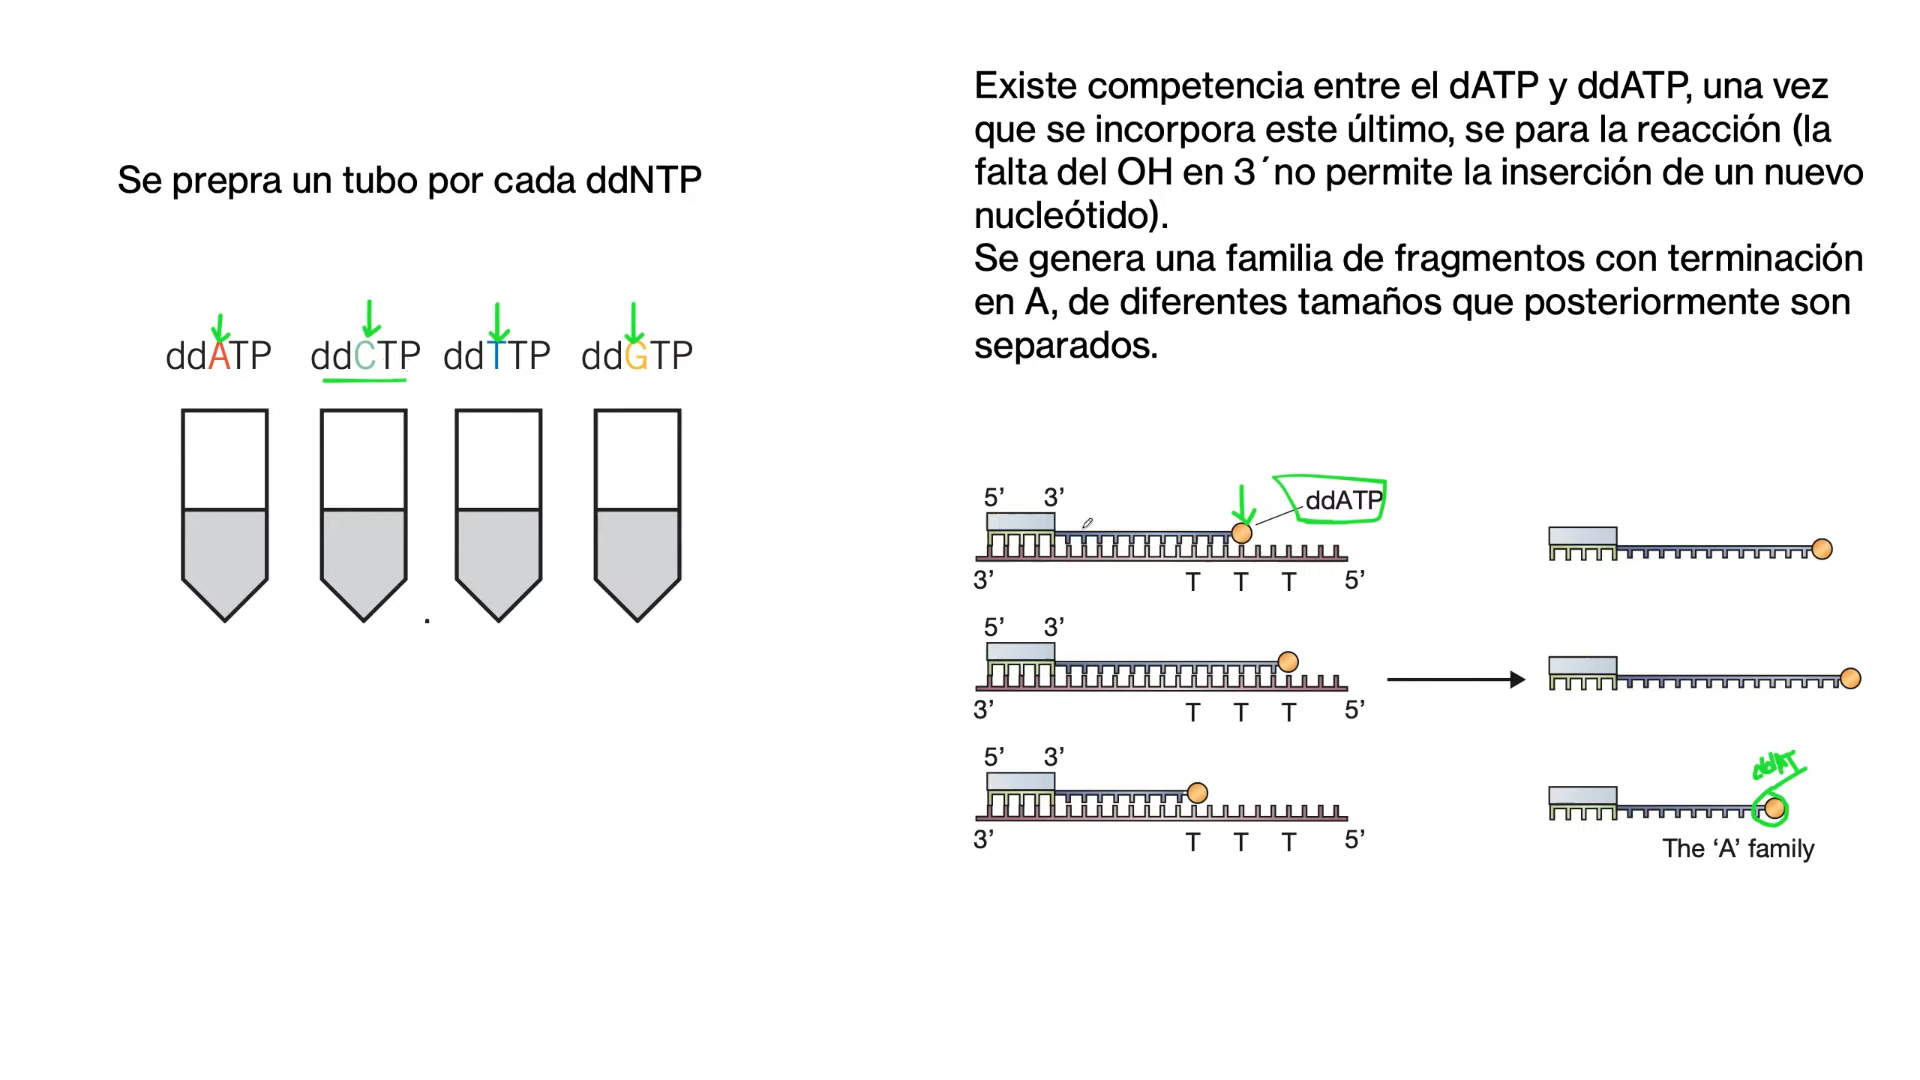 Se prepra un tubo por cada ddNTP
ddATP ddCTP ddTTP ddGTP
Existe competencia entre el dATP y ddATP, una vez
que se incorpora este último, se para la reacción (la
falta del OH en 3´no permite la inserción de un nuevo
nucleótido).
Se genera una familia de fragmentos con terminación
en A, de diferentes tamaños que posteriormente son
separados.
5’ 3’ ddATP
3’ T T T 5’
5’ 3’
3’ T T T 5’
5’ 3’
3’ T T T 5’
The ‘A’ family